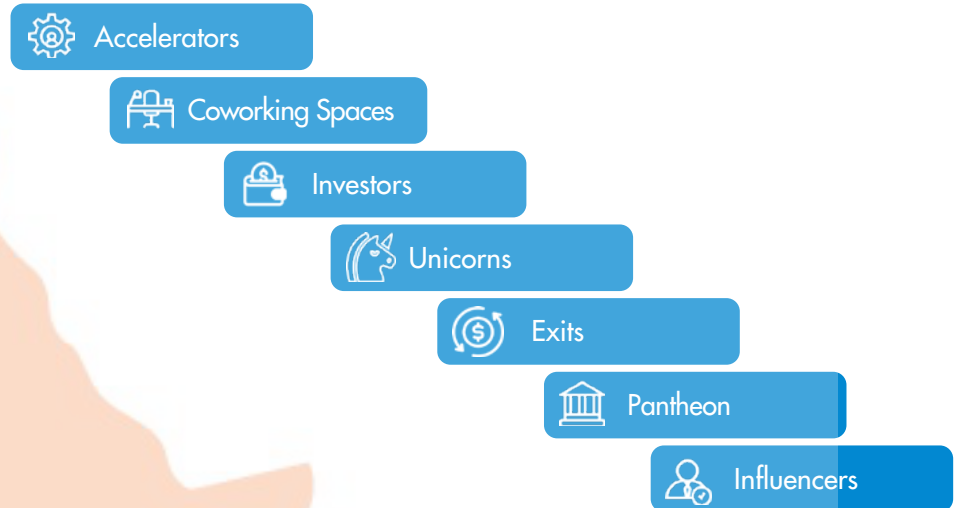 Accelerators
Coworking Spaces
Investors
Unicorns
Exits
Pantheon
Influencers